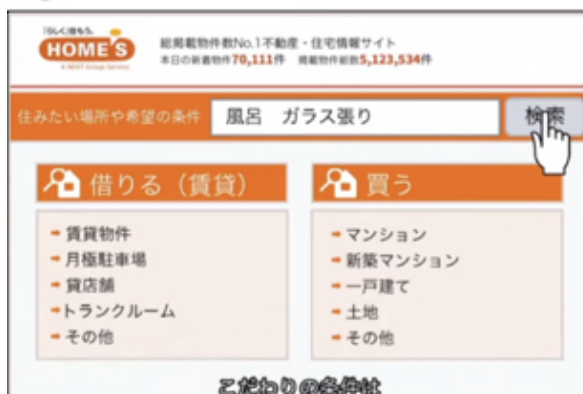 「らしく」住もう。
HOME'S
A NEXT Group Service
総掲載物件数No.1不動産・住宅情報サイト
本日の新着物件70,111件 掲載物件総数5,123,534件
住みたい場所や希望の条件 風呂 ガラス張り 検索
借りる（賃貸）
賃貸物件
月極駐車場
貸店舗
トランクルーム
その他
買う
マンション
新築マンション
一戸建て
土地
その他
こだわりの条件は